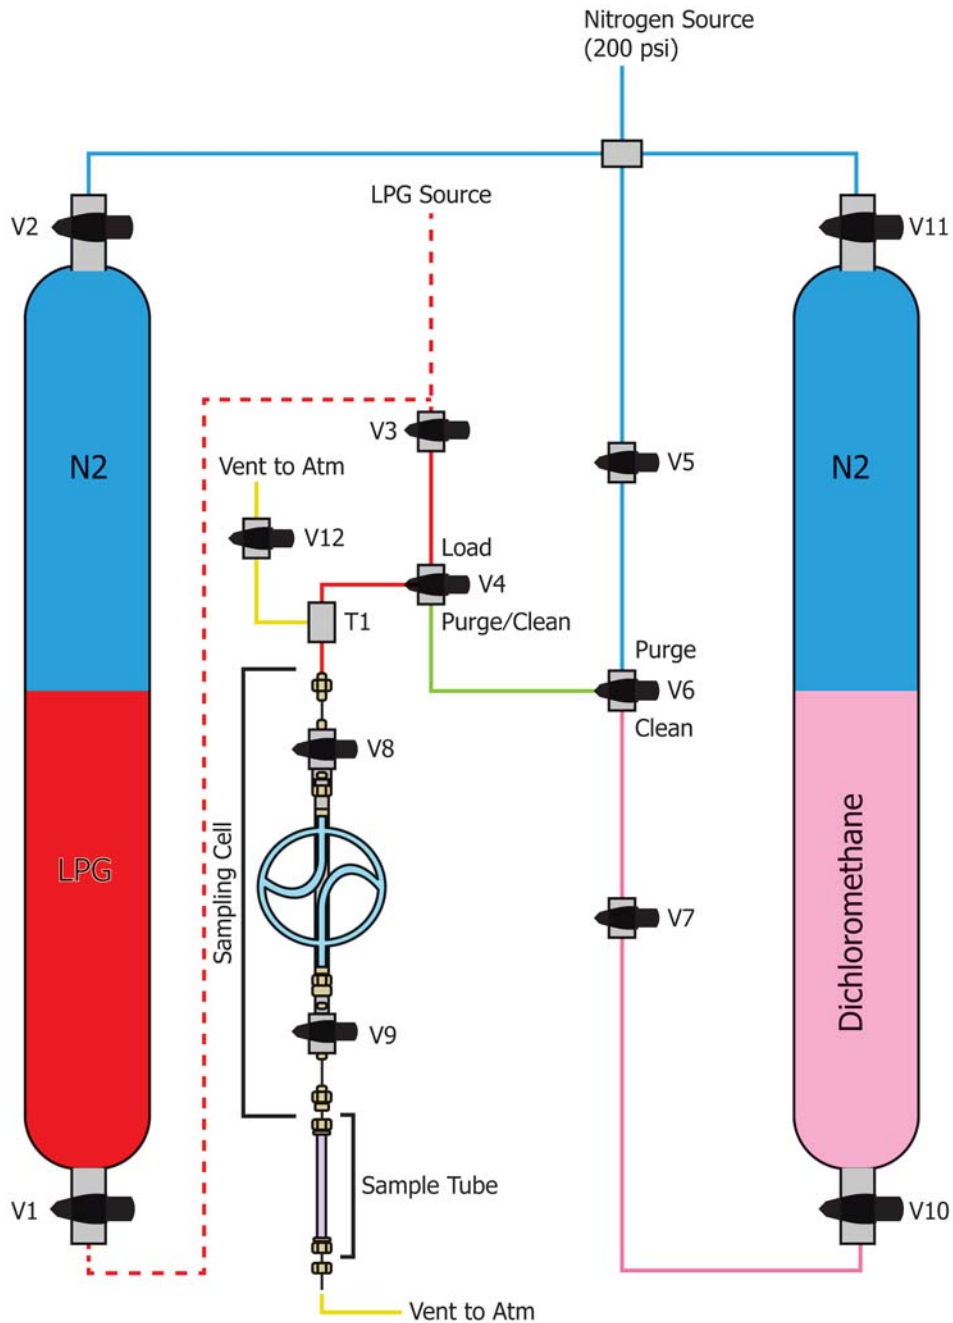 Nitrogen Source
(200 psi)
LPG Source
V2
V11
V3
N2
Vent to Atm
V5
N2
V12
Load
V4
T1
Purge/Clean
Purge
V6
Clean
V8
Sampling Cell
LPG
V7
Dichloromethane
V9
Sample Tube
V1
V10
Vent to Atm